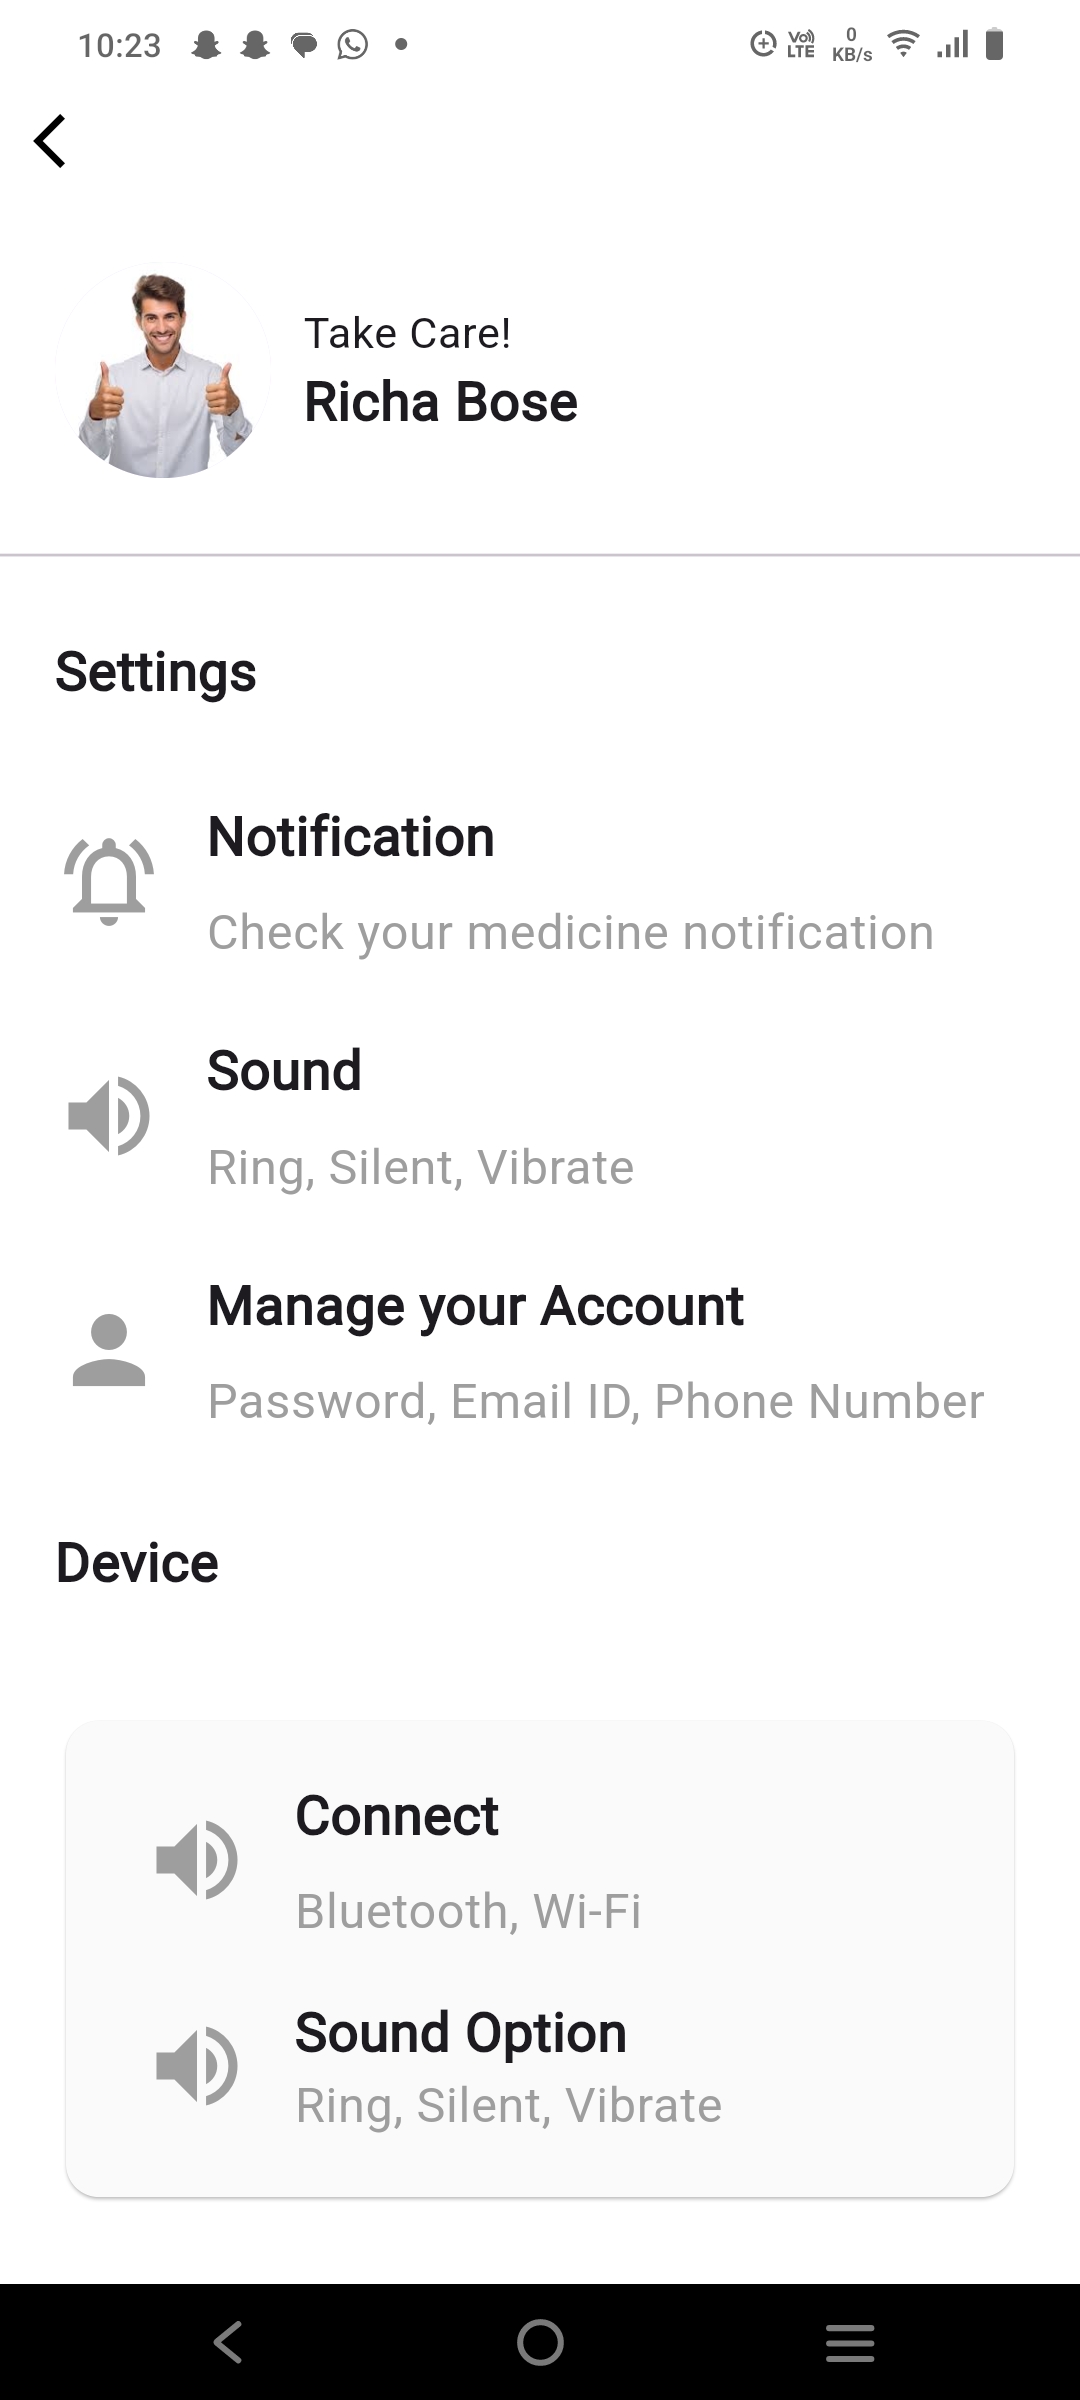 10:23
Vo)) LTE
0 KB/s
Take Care!
Richa Bose
Settings
Notification
Check your medicine notification
Sound
Ring, Silent, Vibrate
Manage your Account
Password, Email ID, Phone Number
Device
Connect
Bluetooth, Wi-Fi
Sound Option
Ring, Silent, Vibrate